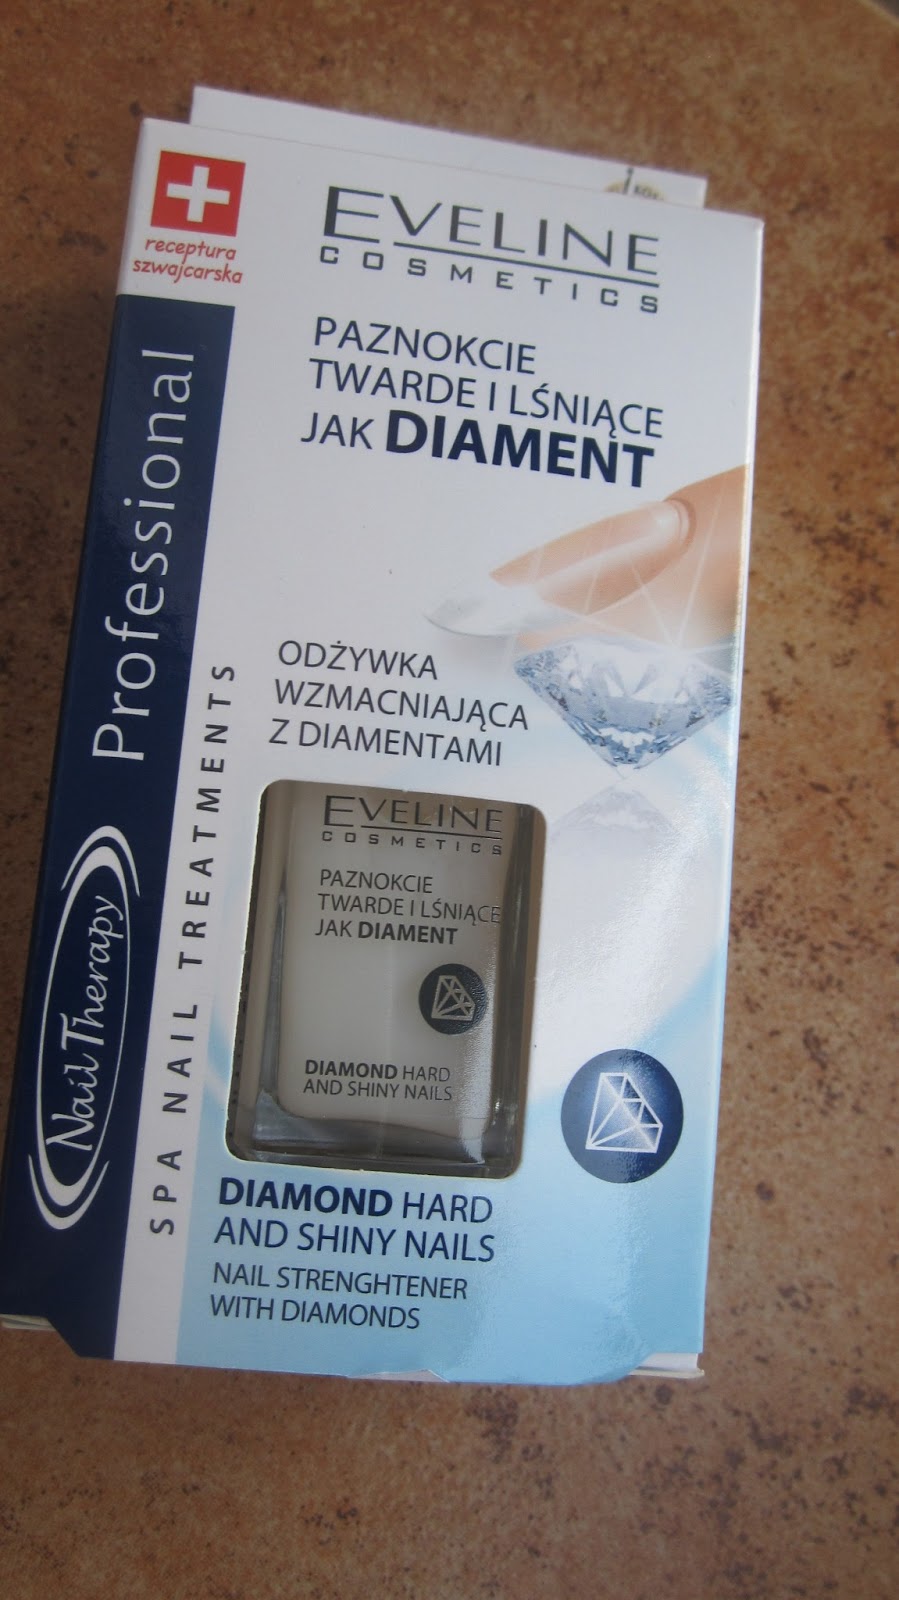 receptura
szwajcarska
EVELINE
COSMETICS
PAZNOKCIE
TWARDE I LŚNIĄCE
JAK DIAMENT
Professional
Nail Therapy
SPA NAIL TREATMENTS
ODŻYWKA
WZMACNIAJĄCA
Z DIAMENTAMI
EVELINE
COSMETICS
PAZNOKCIE
TWARDE I LŚNIĄCE
JAK DIAMENT
DIAMOND HARD
AND SHINY NAILS
DIAMOND HARD
AND SHINY NAILS
NAIL STRENGHTENER
WITH DIAMONDS